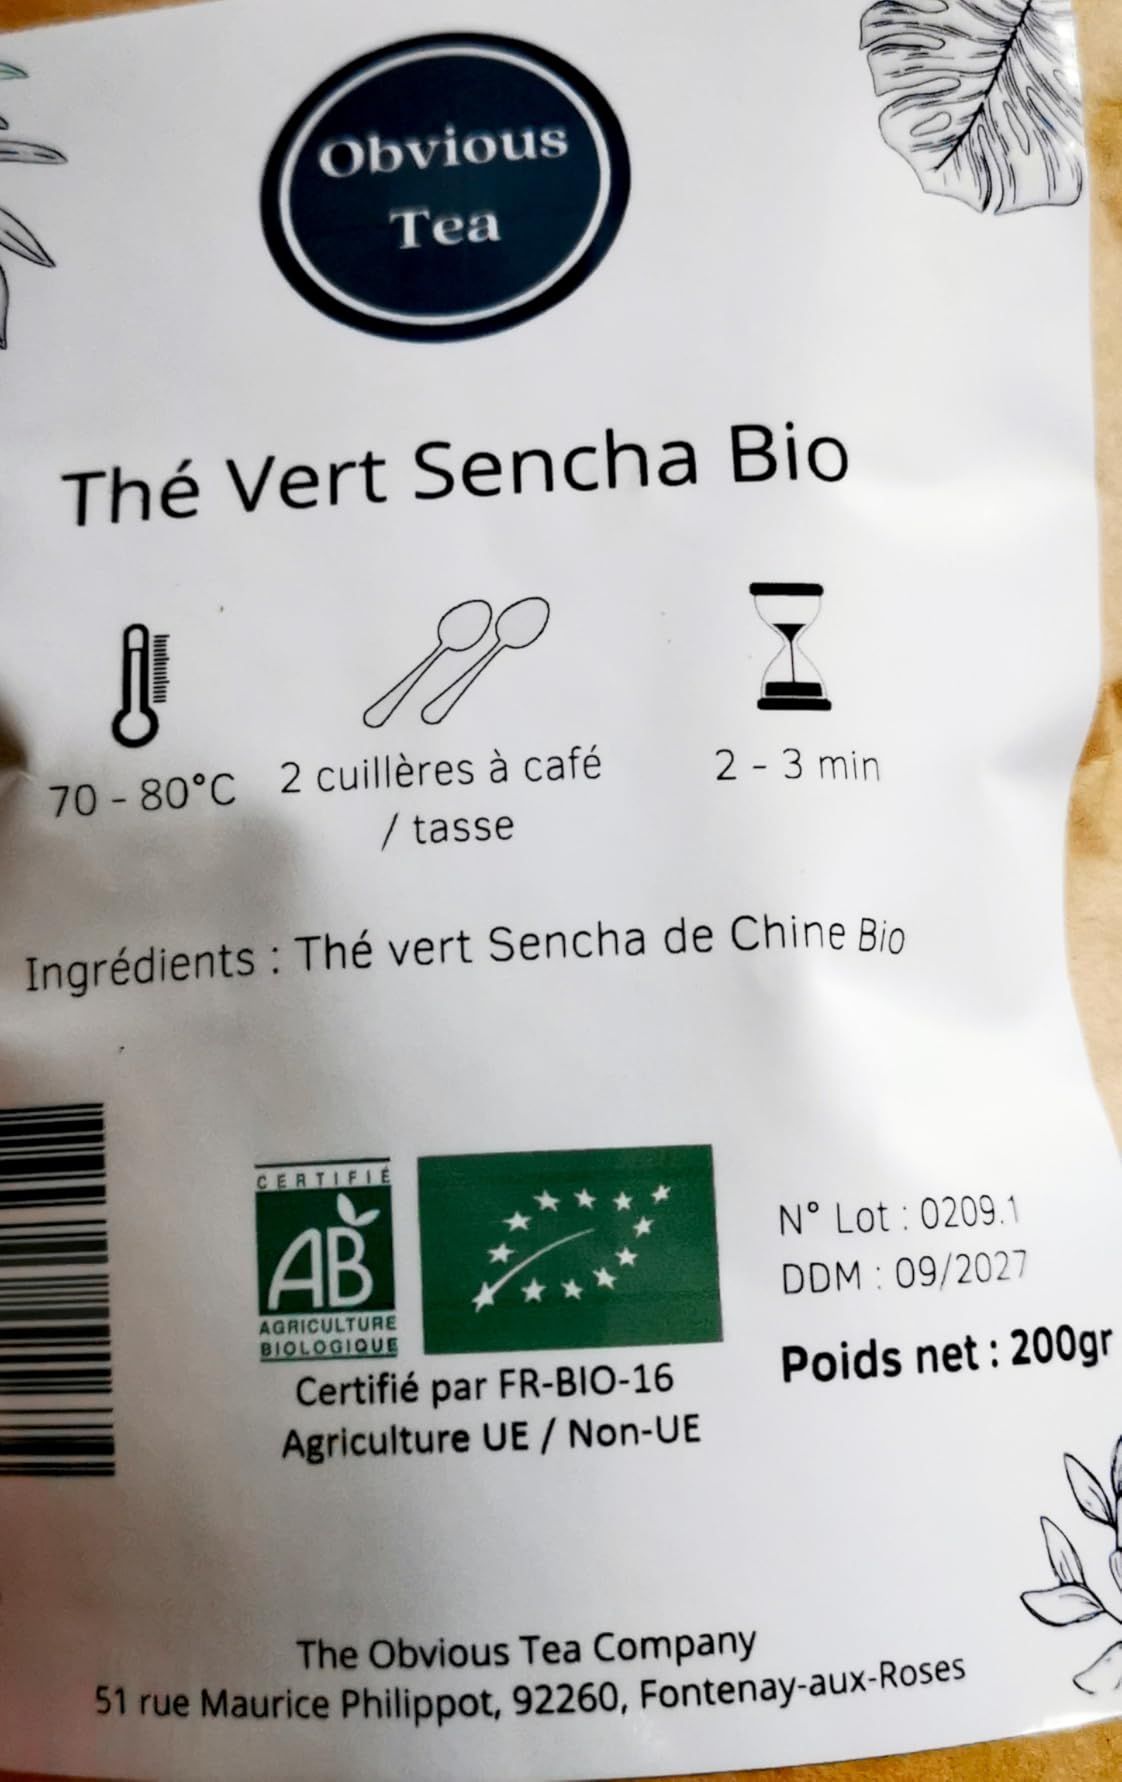 Obvious
Tea
Thé Vert Sencha Bio
70 - 80°C
2 cuillères à café
/ tasse
2 - 3 min
Ingrédients : Thé vert Sencha de Chine Bio
CERTIFIÉ
AB
AGRICULTURE
BIOLOGIQUE
Certifié par FR-BIO-16
Agriculture UE / Non-UE
N° Lot : 0209.1
DDM : 09/2027
Poids net : 200gr
The Obvious Tea Company
51 rue Maurice Philippot, 92260, Fontenay-aux-Roses